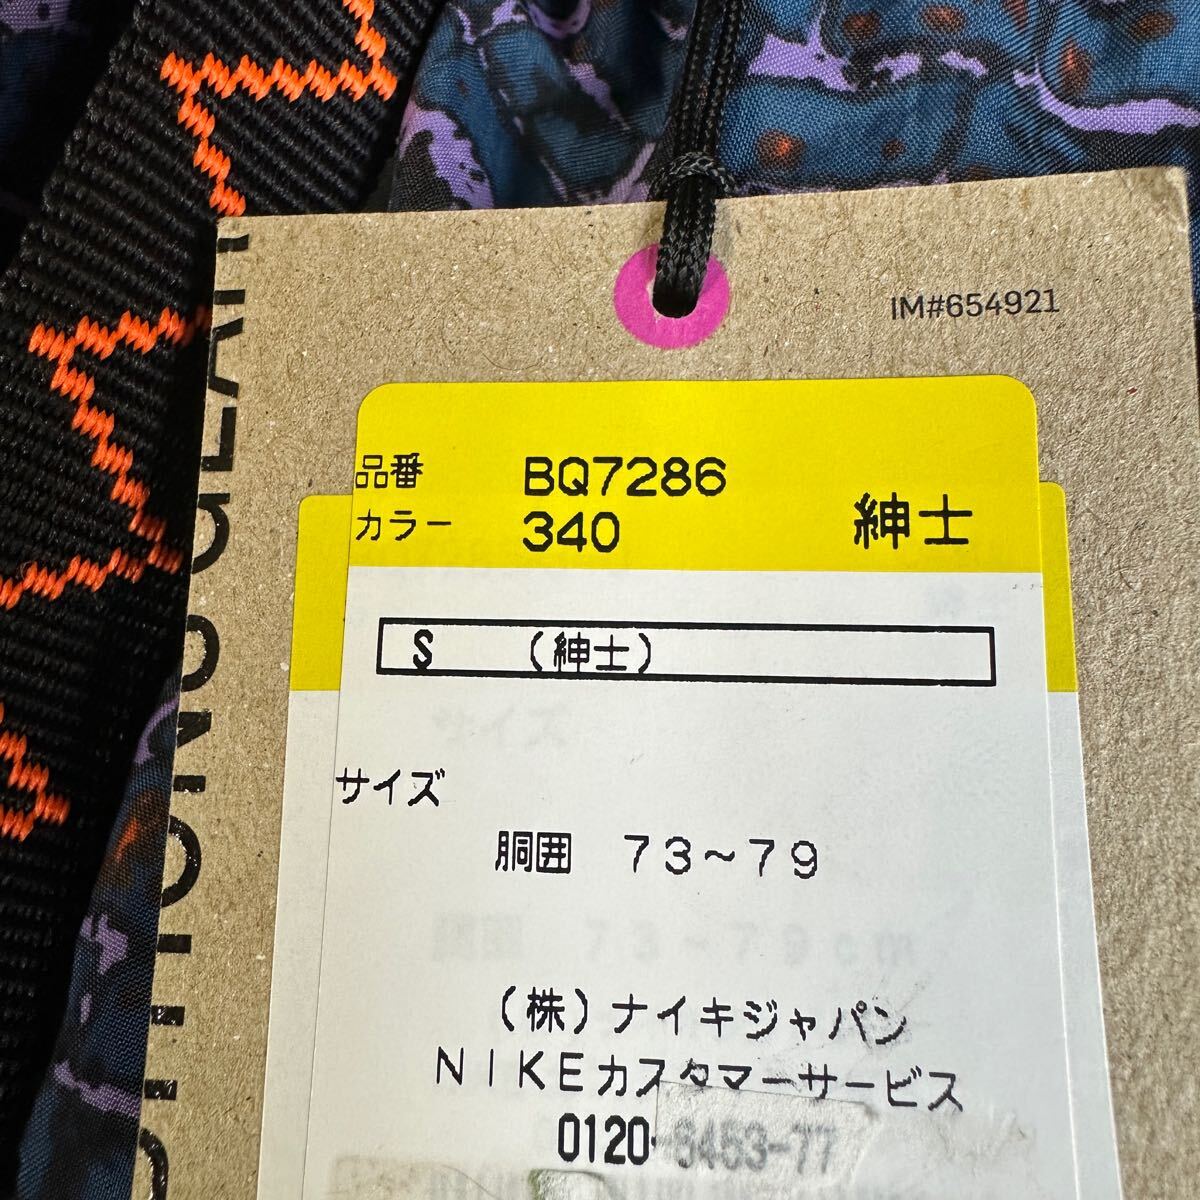 IM#654921
品番 BQ7286
カラー 340 紳士
S （紳士）
サイズ
胴囲 73～79
（株）ナイキジャパン
NIKEカスタマーサービス
0120-6453-77